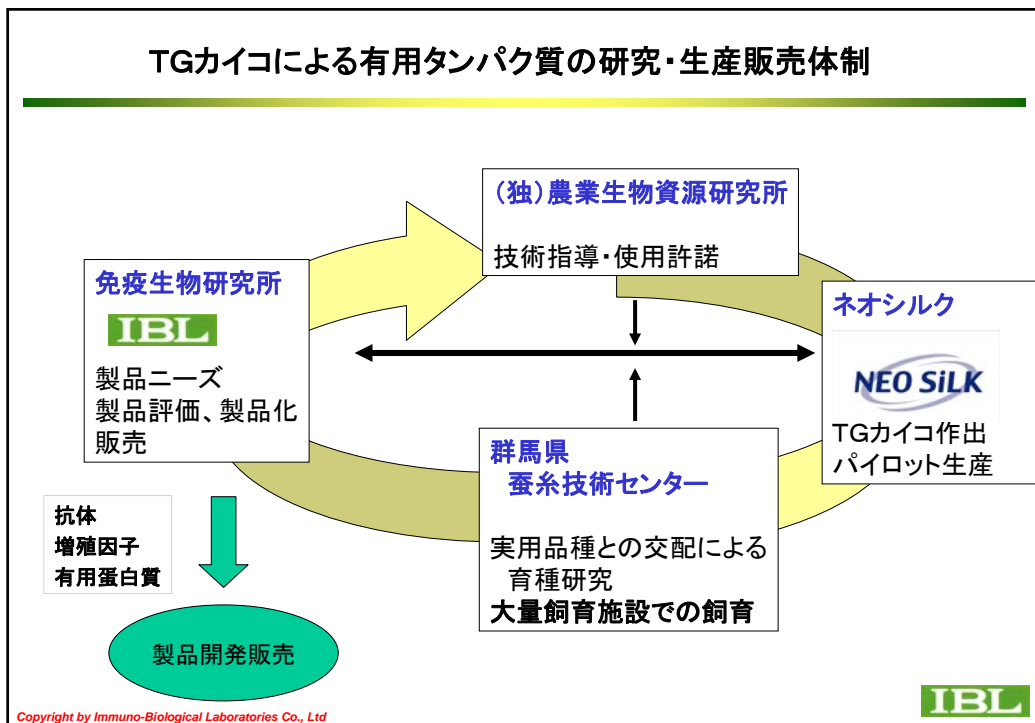 TGカイコによる有用タンパク質の研究・生産販売体制
（独）農業生物資源研究所
技術指導・使用許諾
免疫生物研究所
IBL
製品ニーズ
製品評価、製品化
販売
ネオシルク
NEO SiLK
TGカイコ作出
パイロット生産
群馬県
蚕糸技術センター
実用品種との交配による
育種研究
大量飼育施設での飼育
抗体
増殖因子
有用蛋白質
製品開発販売
Copyright by Immuno-Biological Laboratories Co., Ltd
IBL